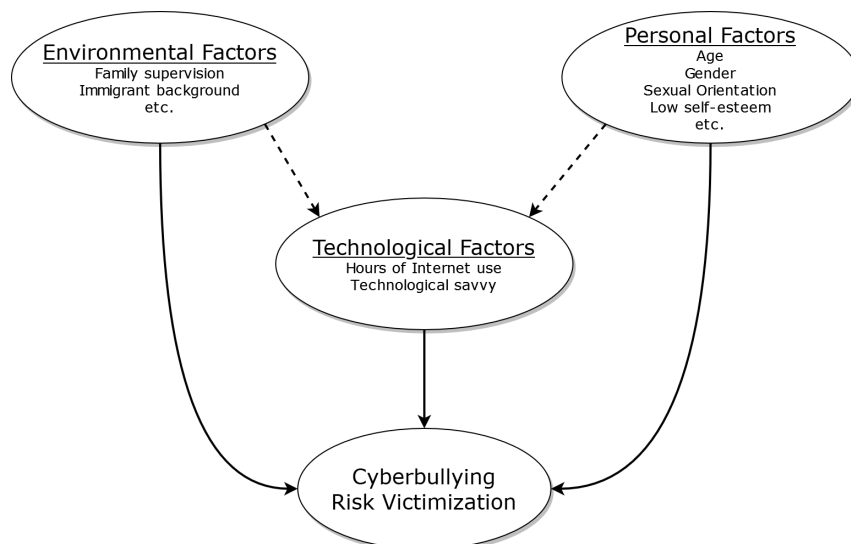 Environmental Factors
Family supervision
Immigrant background
etc.
Personal Factors
Age
Gender
Sexual Orientation
Low self-esteem
etc.
Technological Factors
Hours of Internet use
Technological savvy
Cyberbullying
Risk Victimization